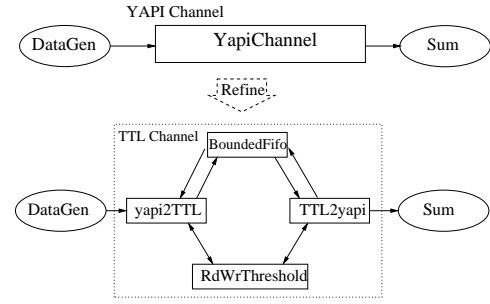 YAPI Channel
DataGen
YapiChannel
Sum
Refine
TTL Channel
BoundedFifo
DataGen
yapi2TTL
TTL2yapi
Sum
RdWrThreshold